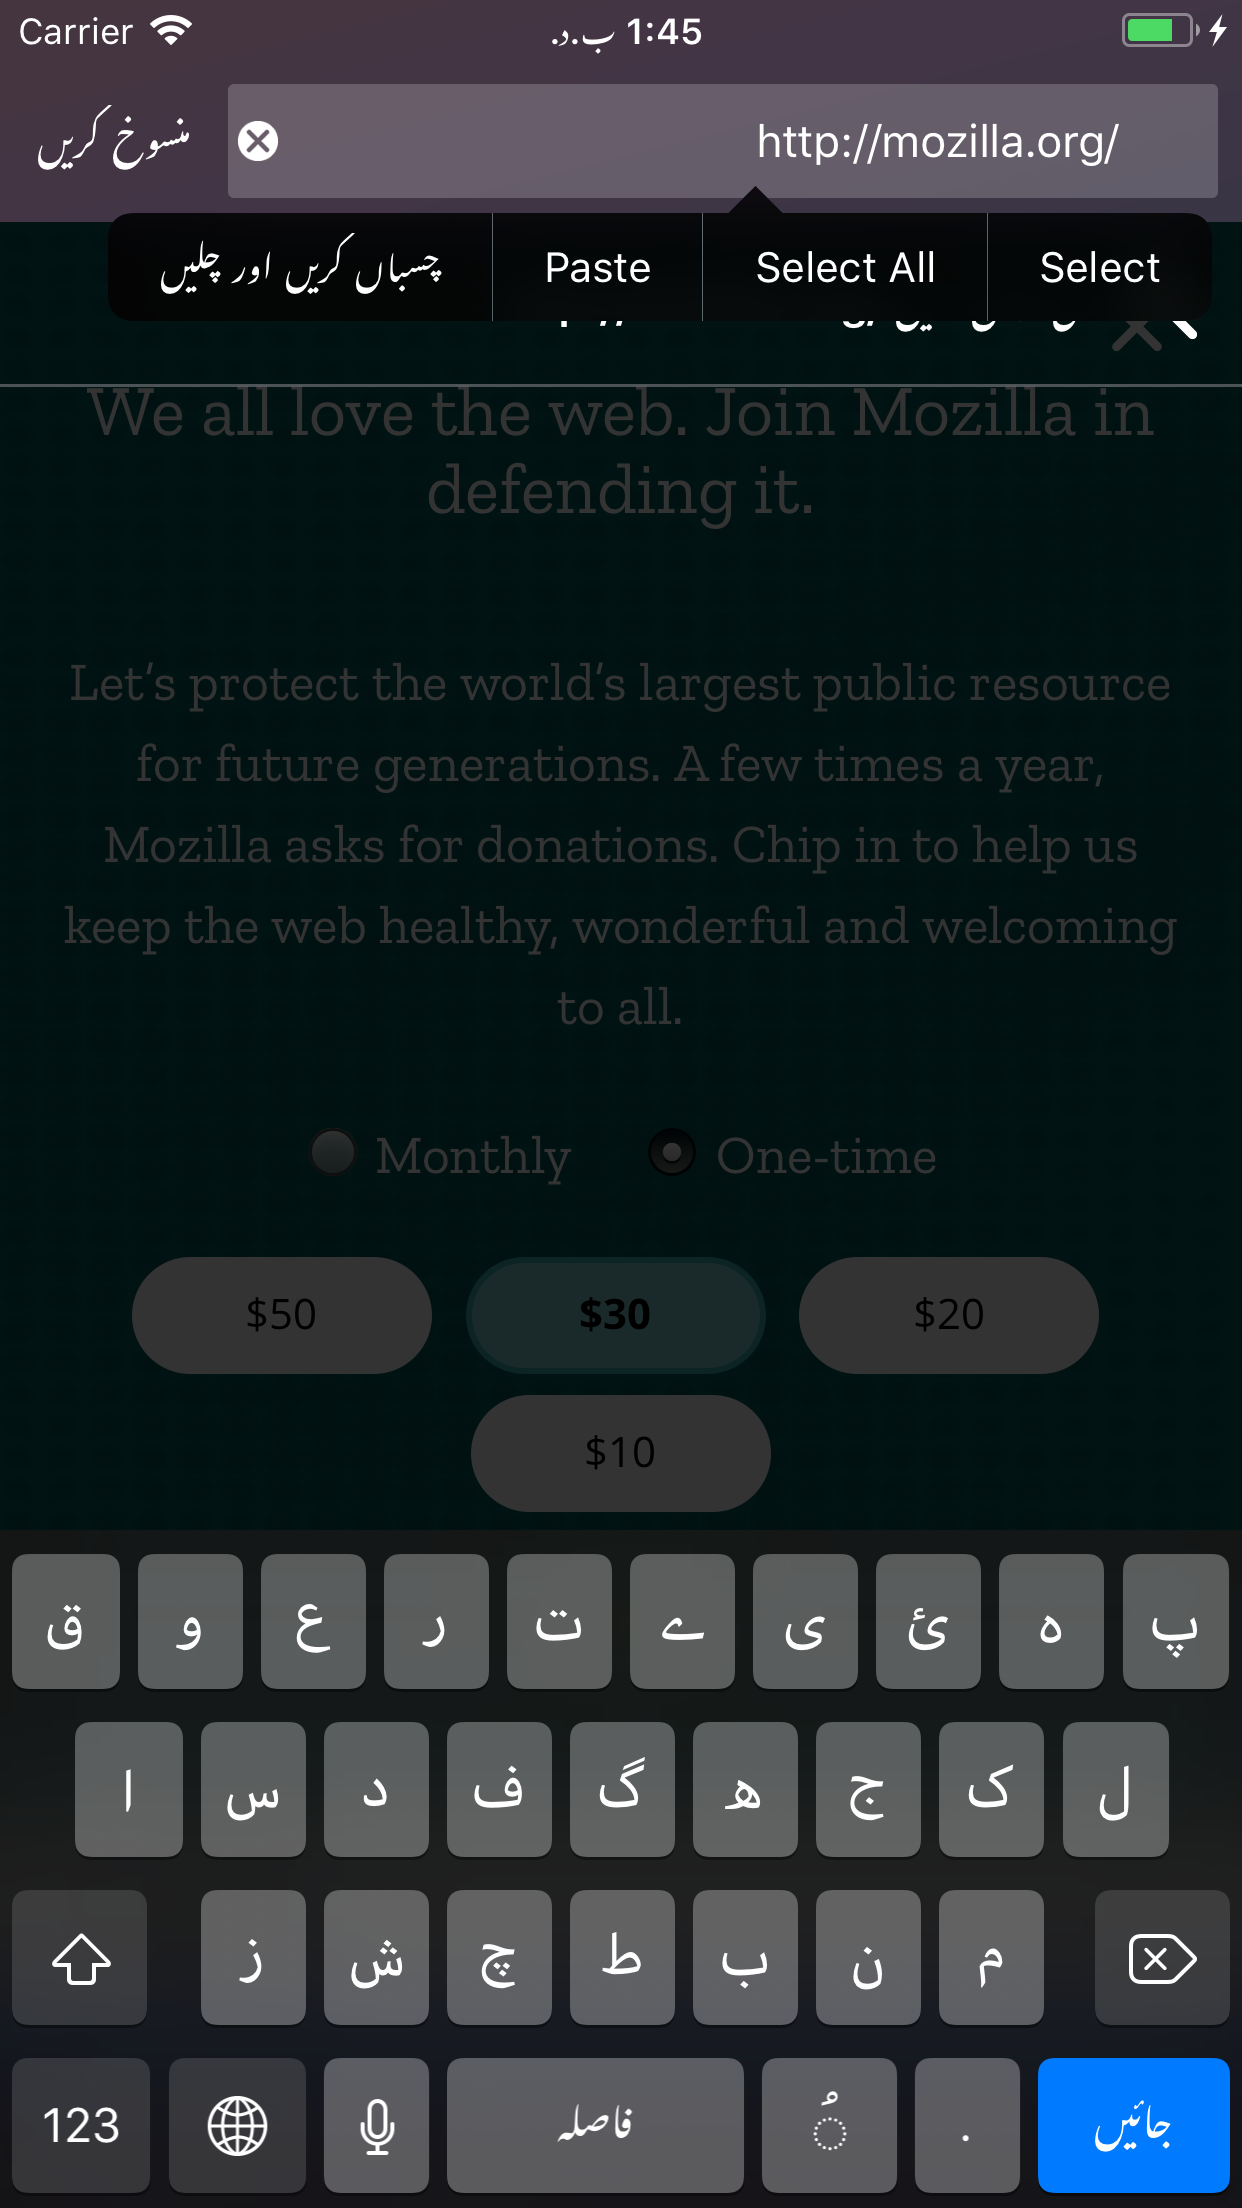 Carrier 1:45 ب.د.
منسوخ کریں http://mozilla.org/
چسباں کریں اور چلیں Paste Select All Select
We all love the web. Join Mozilla in
defending it.
Let’s protect the world’s largest public resource
for future generations. A few times a year,
Mozilla asks for donations. Chip in to help us
keep the web healthy, wonderful and welcoming
to all.
Monthly One-time
$50 $30 $20
$10
ق و ع ر ت ے ی ئ ہ پ
ا س د ف گ ھ ج ک ل
ز ش چ ط ب ن م
123 فاصلہ ُ . جائیں